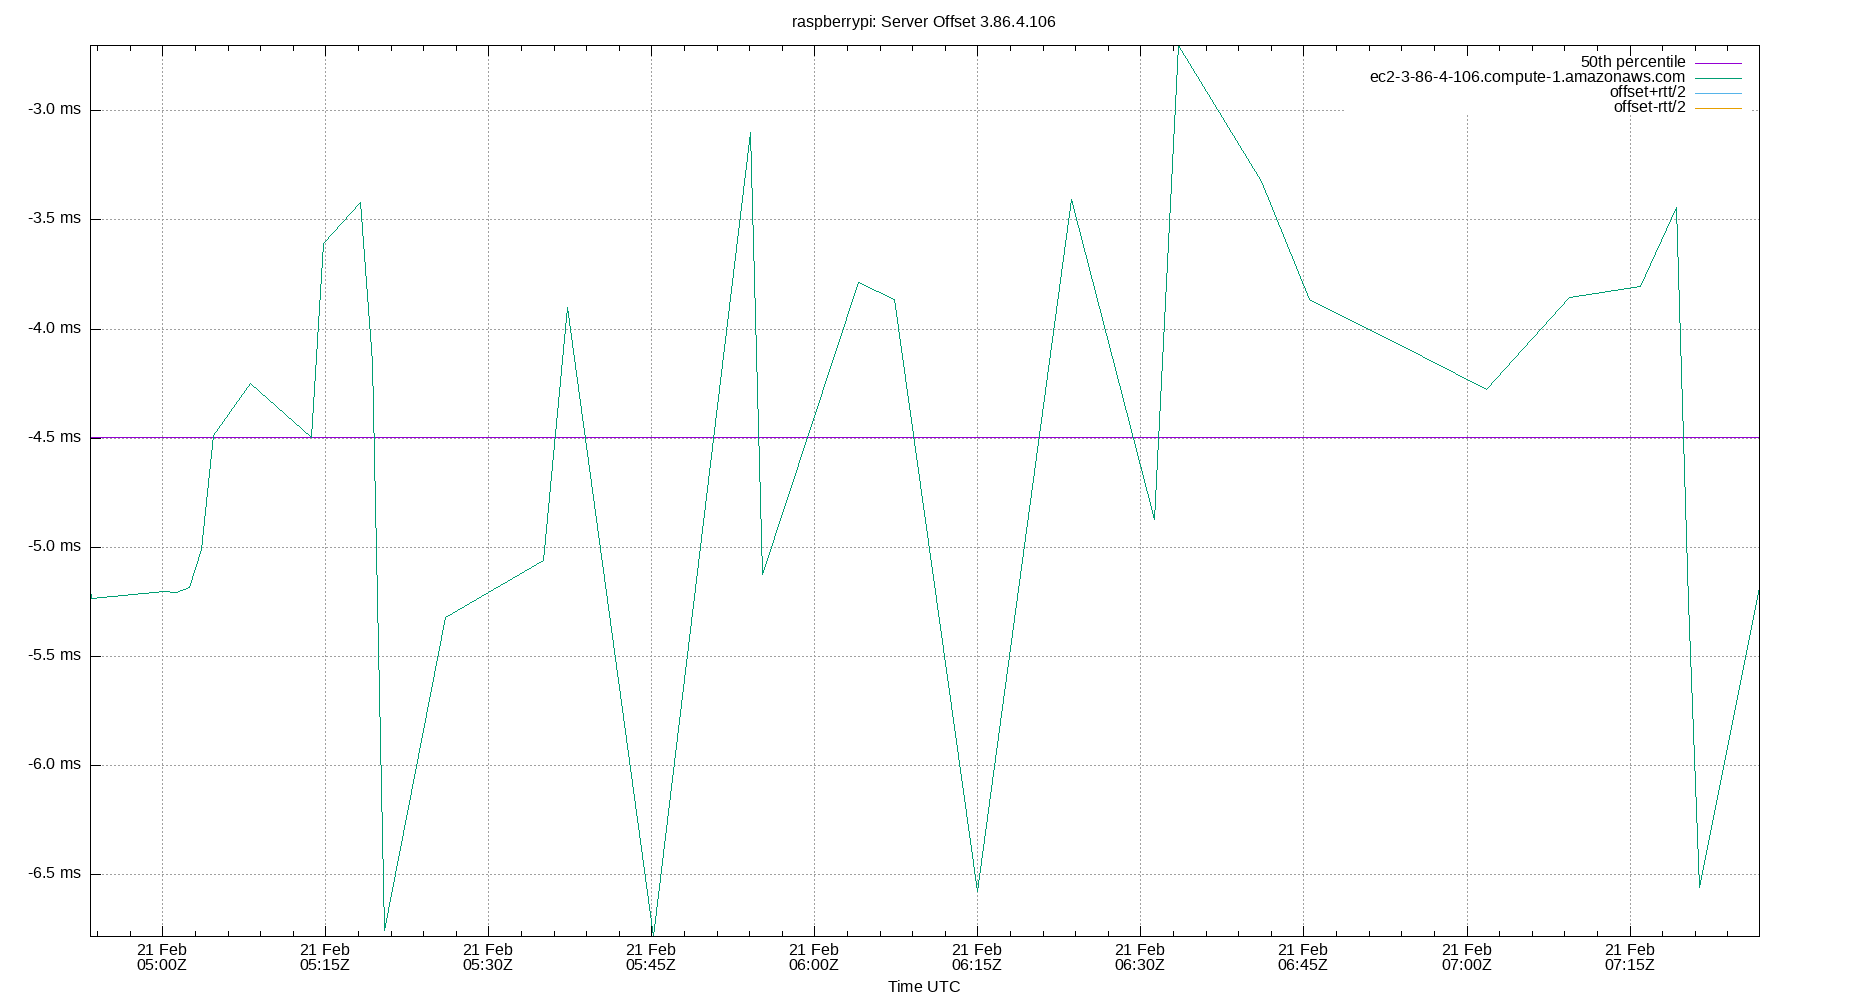 raspberrypi: Server Offset 3.86.4.106
50th percentile
ec2-3-86-4-106.compute-1.amazonaws.com
offset+rtt/2
offset-rtt/2
-3.0 ms
-3.5 ms
-4.0 ms
-4.5 ms
-5.0 ms
-5.5 ms
-6.0 ms
-6.5 ms
21 Feb 21 Feb 21 Feb 21 Feb 21 Feb 21 Feb 21 Feb 21 Feb 21 Feb 21 Feb
05:00Z 05:15Z 05:30Z 05:45Z 06:00Z 06:15Z 06:30Z 06:45Z 07:00Z 07:15Z
Time UTC